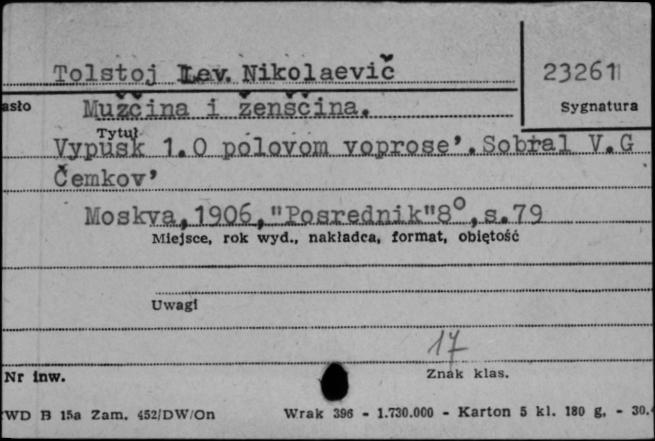 Tolstoj Lev. Nikolaevič 232611
asło Mužčina i ženščina. Sygnatura
Tytuł
Vypusk 1.O polovom voprose'.Sobral V.G
Čemkov'
Moskva,1906,"Posrednik"8°,s.79
Miejsce, rok wyd., nakładca, format, objętość
Uwagi
17
Nr inw. Znak klas.
WD B 15a Zam. 452/DW/On Wrak 396 - 1.730.000 - Karton 5 kl. 180 g. - 30.